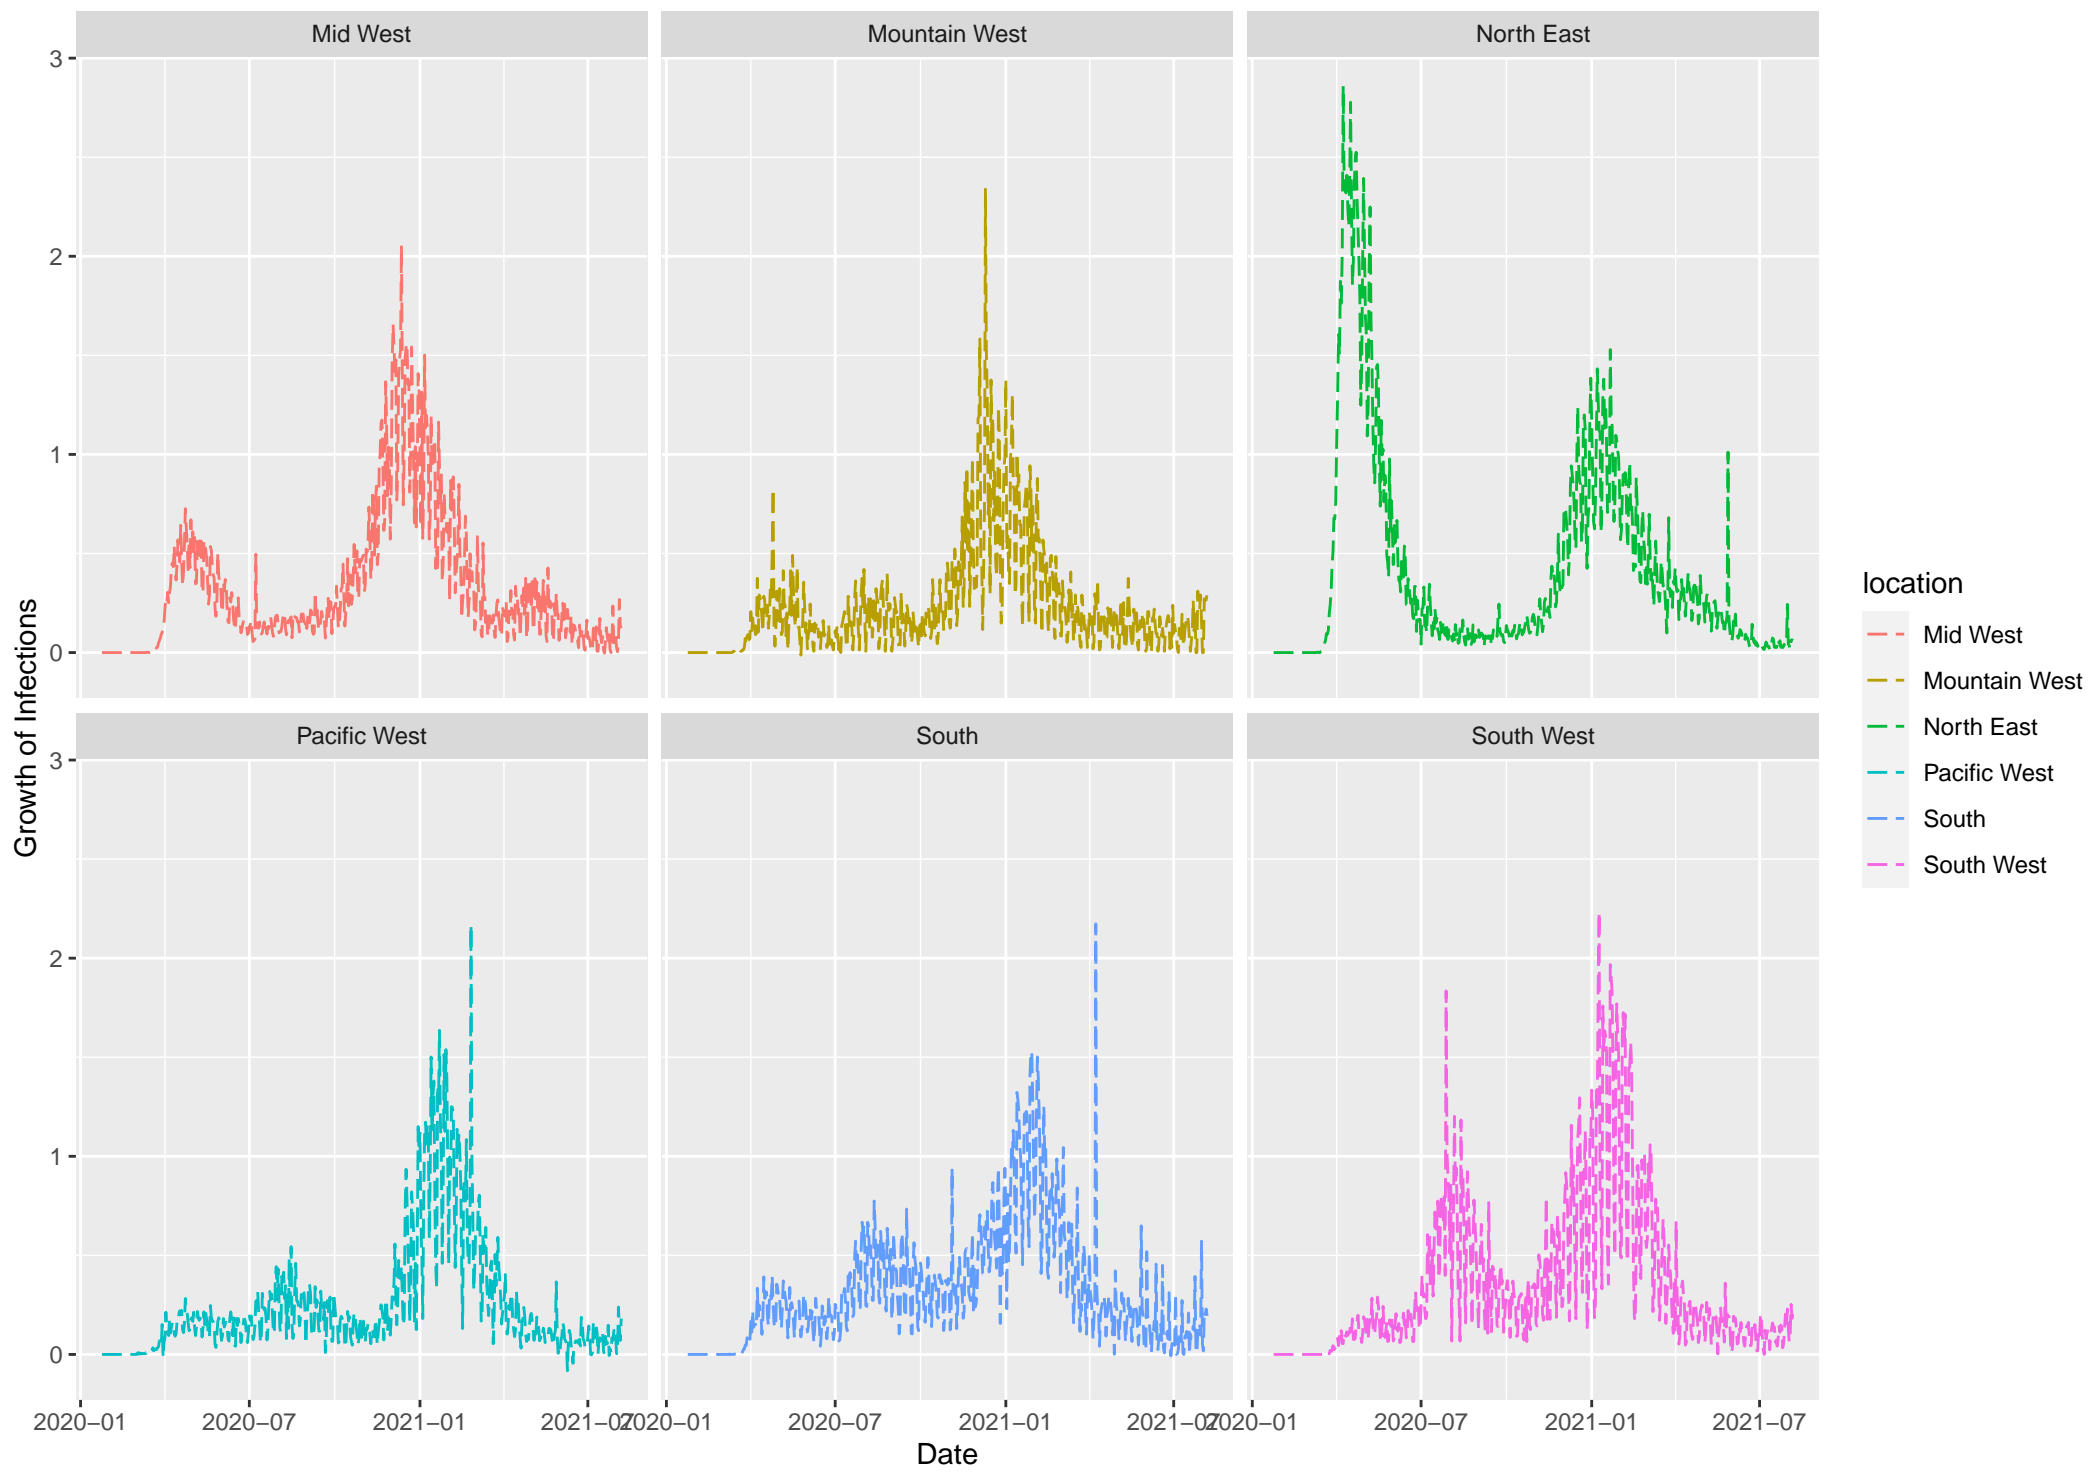 Mid West
Mountain West
North East
3
2
1
0
Growth of Infections
Pacific West
South
South West
3
2
1
0
2020–01
2020–07
2021–01
2021–07
2020–01
2020–07
2021–01
2021–07
2020–01
2020–07
2021–01
2021–07
Date
location
Mid West
Mountain West
North East
Pacific West
South
South West